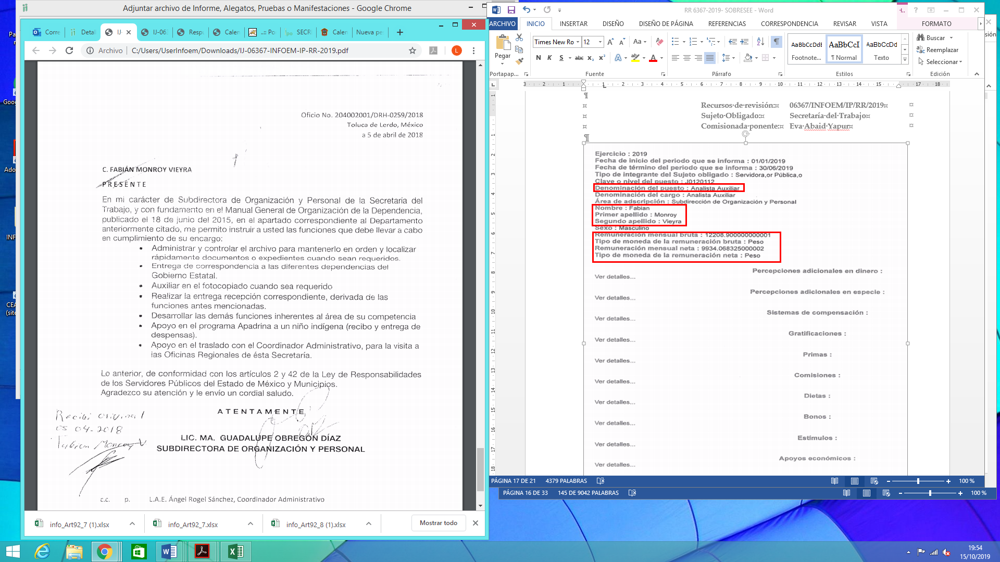 Adjuntar archivo de Informe, Alegatos, Pruebas o Manifestaciones - Google Chrome
Corre
Detal
IJ-
IJ-063
Respu
Calen
..:: Po
SECR
Calen
Nueva pe
Archivo
C:/Users/UserInfoem/Downloads/IJ-06367-INFOEM-IP-RR-2019.pdf
L
Oficio No. 204002001/DRH-0259/2018
Toluca de Lerdo, México
a 5 de abril de 2018
C. FABIÁN MONROY VIEYRA
P R E S E N T E
En mi carácter de Subdirectora de Organización y Personal de la Secretaría del
Trabajo, y con fundamento en el Manual General de Organización de la Dependencia,
publicado el 18 de junio del 2015, en el apartado correspondiente al Departamento
anteriormente citado, me permito instruir a usted las funciones que debe llevar a cabo
en cumplimiento de su encargo:
• Administrar y controlar el archivo para mantenerlo en orden y localizar
rápidamente documentos o expedientes cuando sean requeridos.
• Entrega de correspondencia a las diferentes dependencias del
Gobierno Estatal.
• Auxiliar en el fotocopiado cuando sea requerido
• Realizar la entrega recepción correspondiente, derivada de las
funciones antes mencionadas.
• Desarrollar las demás funciones inherentes al área de su competencia
• Apoyo en el programa Apadrina a un niño indígena (recibo y entrega de
despensas).
• Apoyo en el traslado con el Coordinador Administrativo, para la visita a
las Oficinas Regionales de ésta Secretaría.
Lo anterior, de conformidad con los artículos 2 y 42 de la Ley de Responsabilidades
de los Servidores Públicos del Estado de México y Municipios.
Agradezco su atención y le envío un cordial saludo.
A T E N T A M E N T E
Recibí original
05 04-2018
Fabian Monroy V
LIC. MA. GUADALUPE OBREGÓN DÍAZ
SUBDIRECTORA DE ORGANIZACIÓN Y PERSONAL
c.c. p. L.A.E. Ángel Rogel Sánchez, Coordinador Administrativo
info_Art92_7 (1).xlsx
info_Art92_7.xlsx
info_Art92_8 (1).xlsx
Mostrar todo
RR 6367-2019- SOBRESEE - Word
ARCHIVO INICIO INSERTAR DISEÑO DISEÑO DE PÁGINA REFERENCIAS CORRESPONDENCIA REVISAR VISTA FORMATO
Pegar
Times New Ro
12
N K S abc x₂ x²
AaBbCcDdE
Footnote...
AaBbCcI
¶ Normal
AaBbCcDd
Texto
Buscar
Reemplazar
Seleccionar
Portapap...
Fuente
Párrafo
Estilos
Edición
Recursos·de·revisión:¤ 06367/INFOEM/IP/RR/2019¤
Sujeto·Obligado:¤ Secretaría·del·Trabajo¤
Comisionada·ponente:¤ Eva·Abaid·Yapur¤
¶
Ejercicio : 2019
Fecha de inicio del periodo que se informa : 01/01/2019
Fecha de término del periodo que se informa : 30/06/2019
Tipo de integrante del Sujeto obligado : Servidora,or Pública,o
Clave o nivel del puesto : J0120112
Denominación del puesto : Analista Auxiliar
Denominación del cargo : Analista Auxiliar
Área de adscripción : Subdirección de Organización y Personal
Nombre : Fabian
Primer apellido : Monroy
Segundo apellido : Vieyra
Sexo : Masculino
Remuneración mensual bruta : 12208.900000000001
Tipo de moneda de la remuneración bruta : Peso
Remuneración mensual neta : 9934.068325000002
Tipo de moneda de la remuneración neta : Peso
Percepciones adicionales en dinero :
Ver detalles...
Percepciones adicionales en especie :
Ver detalles...
Sistemas de compensación :
Ver detalles...
Gratificaciones :
Ver detalles...
Primas :
Ver detalles...
Comisiones :
Ver detalles...
Dietas :
Ver detalles...
Bonos :
Ver detalles...
Estímulos :
Ver detalles...
Apoyos económicos :
Ver detalles...
PÁGINA 17 DE 21 4379 PALABRAS 100 %
PÁGINA 16 DE 33 145 DE 9042 PALABRAS 100 %
19:54
15/10/2019